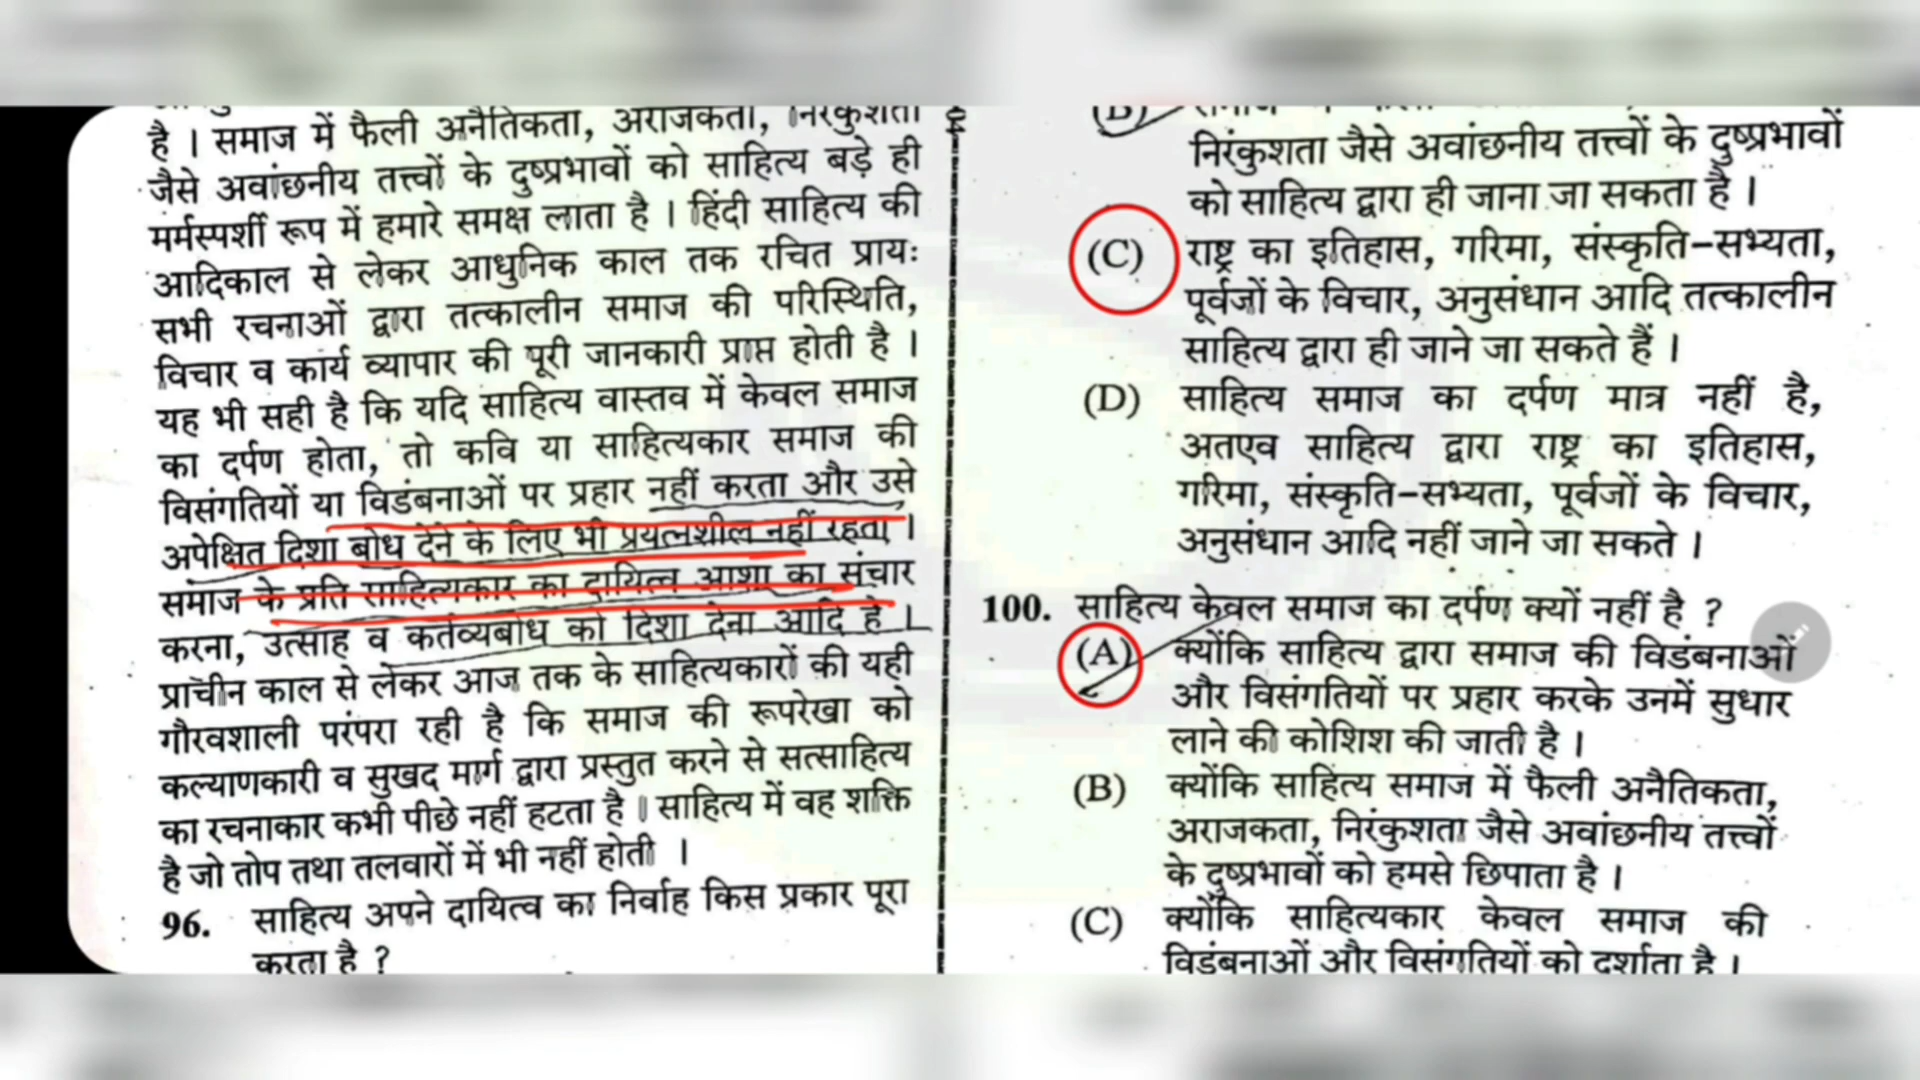 है । समाज में फैली अनैतिकता, अराजकता, निरंकुशता
जैसे अवांछनीय तत्त्वों के दुष्प्रभावों को साहित्य बड़े ही
मर्मस्पर्शी रूप में हमारे समक्ष लाता है । हिंदी साहित्य की
आदिकाल से लेकर आधुनिक काल तक रचित प्रायः
सभी रचनाओं द्वारा तत्कालीन समाज की परिस्थिति,
विचार व कार्य व्यापार की पूरी जानकारी प्राप्त होती है ।
यह भी सही है कि यदि साहित्य वास्तव में केवल समाज
का दर्पण होता, तो कवि या साहित्यकार समाज की
विसंगतियों या विडंबनाओं पर प्रहार नहीं करता और उसे
अपेक्षित दिशा बोध देने के लिए भी प्रयत्नशील नहीं रहता ।
समाज के प्रति साहित्यकार का दायित्व आशा का संचार
करना, उत्साह व कर्तव्यबोध को दिशा देना आदि है ।
प्राचीन काल से लेकर आज तक के साहित्यकारों की यही
गौरवशाली परंपरा रही है कि समाज की रूपरेखा को
कल्याणकारी व सुखद मार्ग द्वारा प्रस्तुत करने से सत्साहित्य
का रचनाकार कभी पीछे नहीं हटता है । साहित्य में वह शक्ति
है जो तोप तथा तलवारों में भी नहीं होती ।
96. साहित्य अपने दायित्व का निर्वाह किस प्रकार पूरा
करता है ?
(B)
निरंकुशता जैसे अवांछनीय तत्त्वों के दुष्प्रभावों
को साहित्य द्वारा ही जाना जा सकता है ।
(C) राष्ट्र का इतिहास, गरिमा, संस्कृति-सभ्यता,
पूर्वजों के विचार, अनुसंधान आदि तत्कालीन
साहित्य द्वारा ही जाने जा सकते हैं ।
(D) साहित्य समाज का दर्पण मात्र नहीं है,
अतएव साहित्य द्वारा राष्ट्र का इतिहास,
गरिमा, संस्कृति-सभ्यता, पूर्वजों के विचार,
अनुसंधान आदि नहीं जाने जा सकते ।
100. साहित्य केवल समाज का दर्पण क्यों नहीं है ?
(A) क्योंकि साहित्य द्वारा समाज की विडंबनाओं
और विसंगतियों पर प्रहार करके उनमें सुधार
लाने की कोशिश की जाती है ।
(B) क्योंकि साहित्य समाज में फैली अनैतिकता,
अराजकता, निरंकुशता जैसे अवांछनीय तत्त्वों
के दुष्प्रभावों को हमसे छिपाता है ।
(C) क्योंकि साहित्यकार केवल समाज की
विडंबनाओं और विसंगतियों को दर्शाता है ।